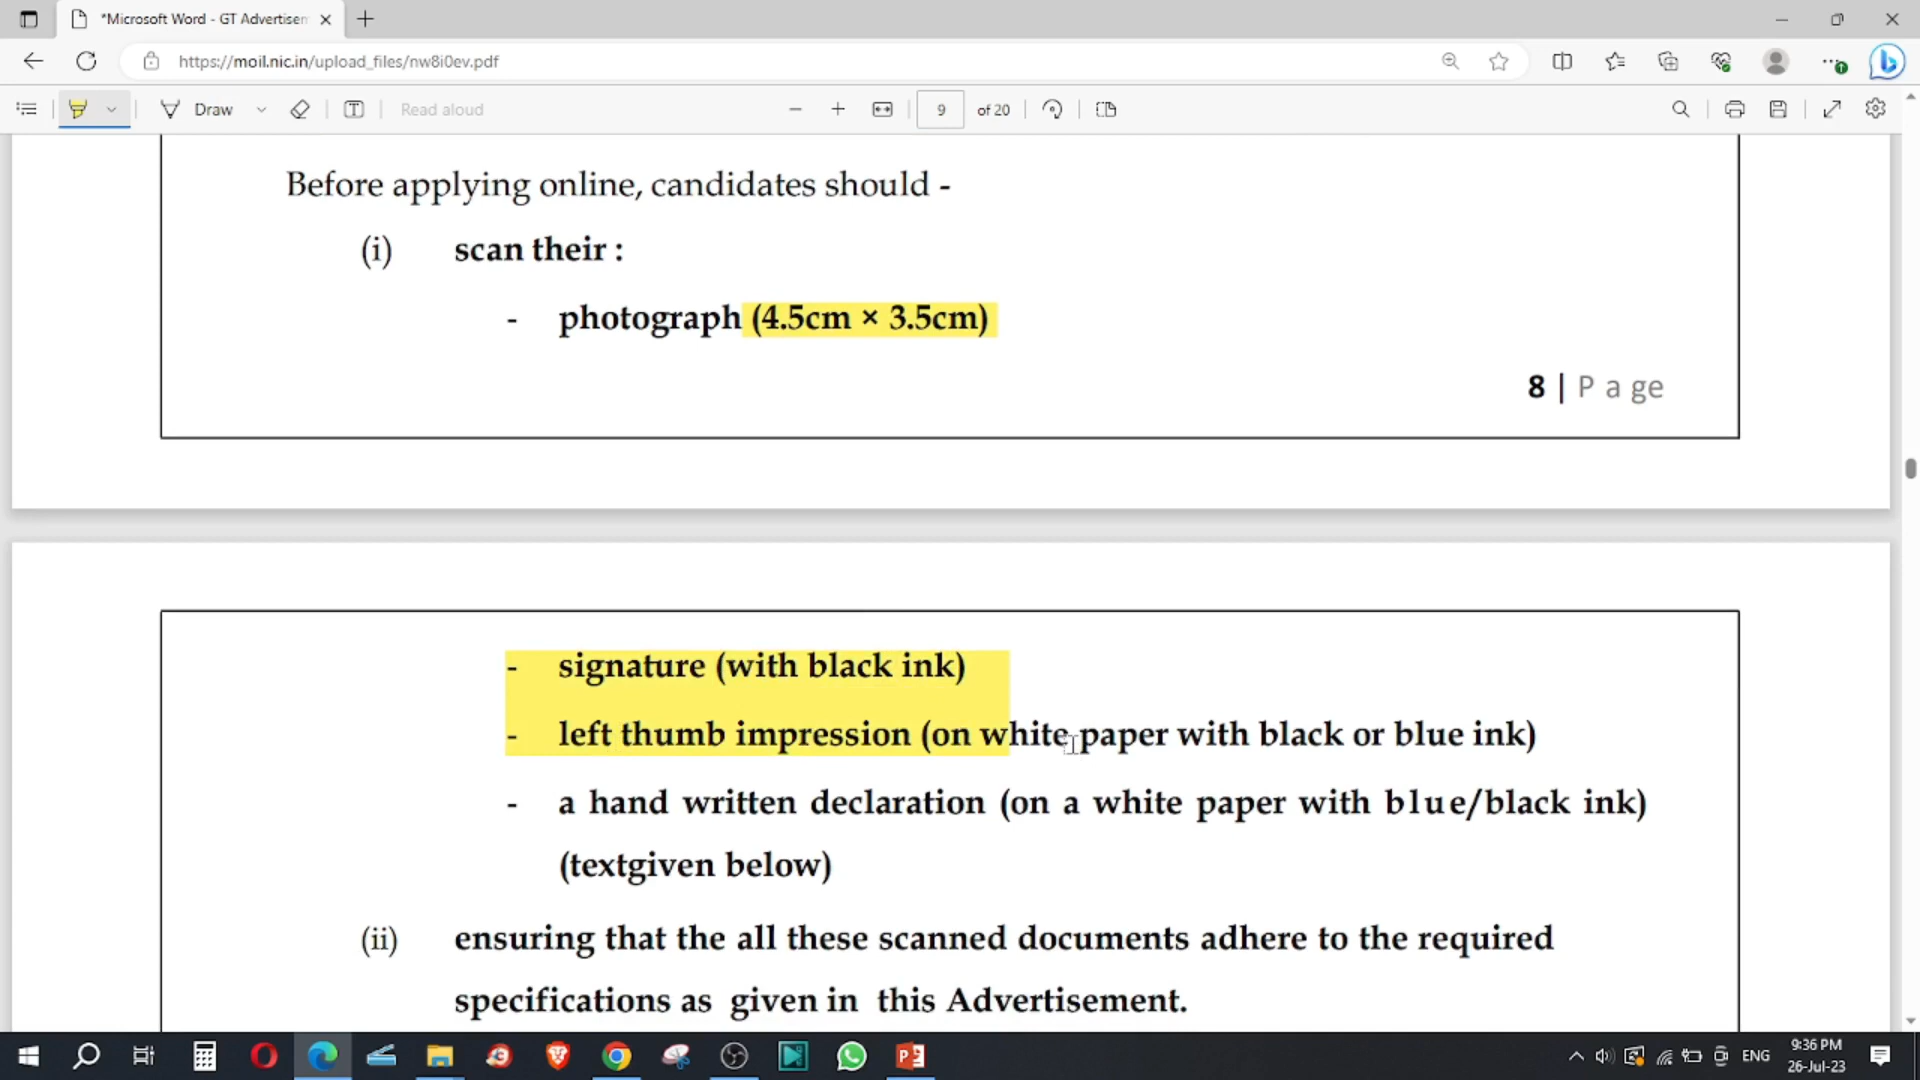 *Microsoft Word - GT Advertisem
https://moil.nic.in/upload_files/nw8i0ev.pdf
Draw
Read aloud
9
of 20
Before applying online, candidates should -
(i) scan their :
- photograph (4.5cm × 3.5cm)
8 | P a ge
- signature (with black ink)
- left thumb impression (on white paper with black or blue ink)
- a hand written declaration (on a white paper with blue/black ink)
(textgiven below)
(ii) ensuring that the all these scanned documents adhere to the required
specifications as given in this Advertisement.
ENG
9:36 PM
26-Jul-23